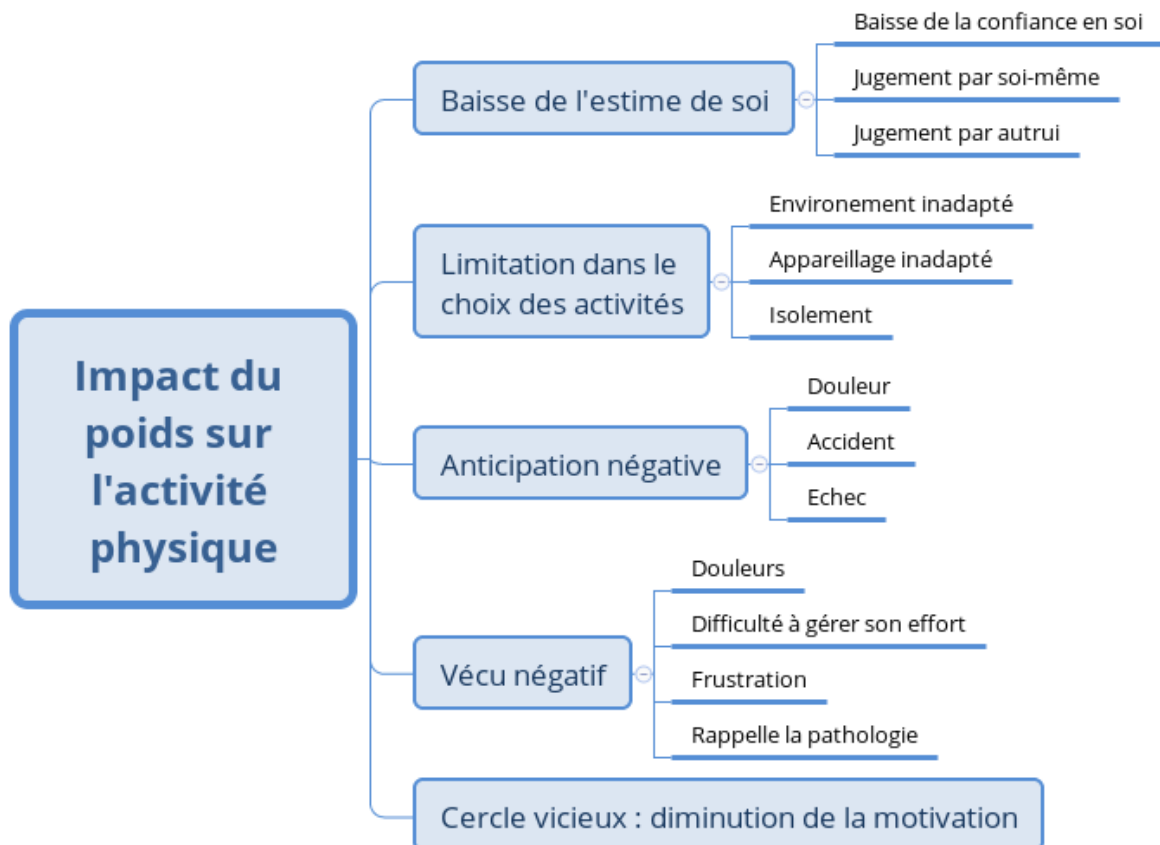 Impact du
poids sur
l'activité
physique
Baisse de l'estime de soi
Baisse de la confiance en soi
Jugement par soi-même
Jugement par autrui
Limitation dans le
choix des activités
Environement inadapté
Appareillage inadapté
Isolement
Anticipation négative
Douleur
Accident
Echec
Vécu négatif
Douleurs
Difficulté à gérer son effort
Frustration
Rappelle la pathologie
Cercle vicieux : diminution de la motivation